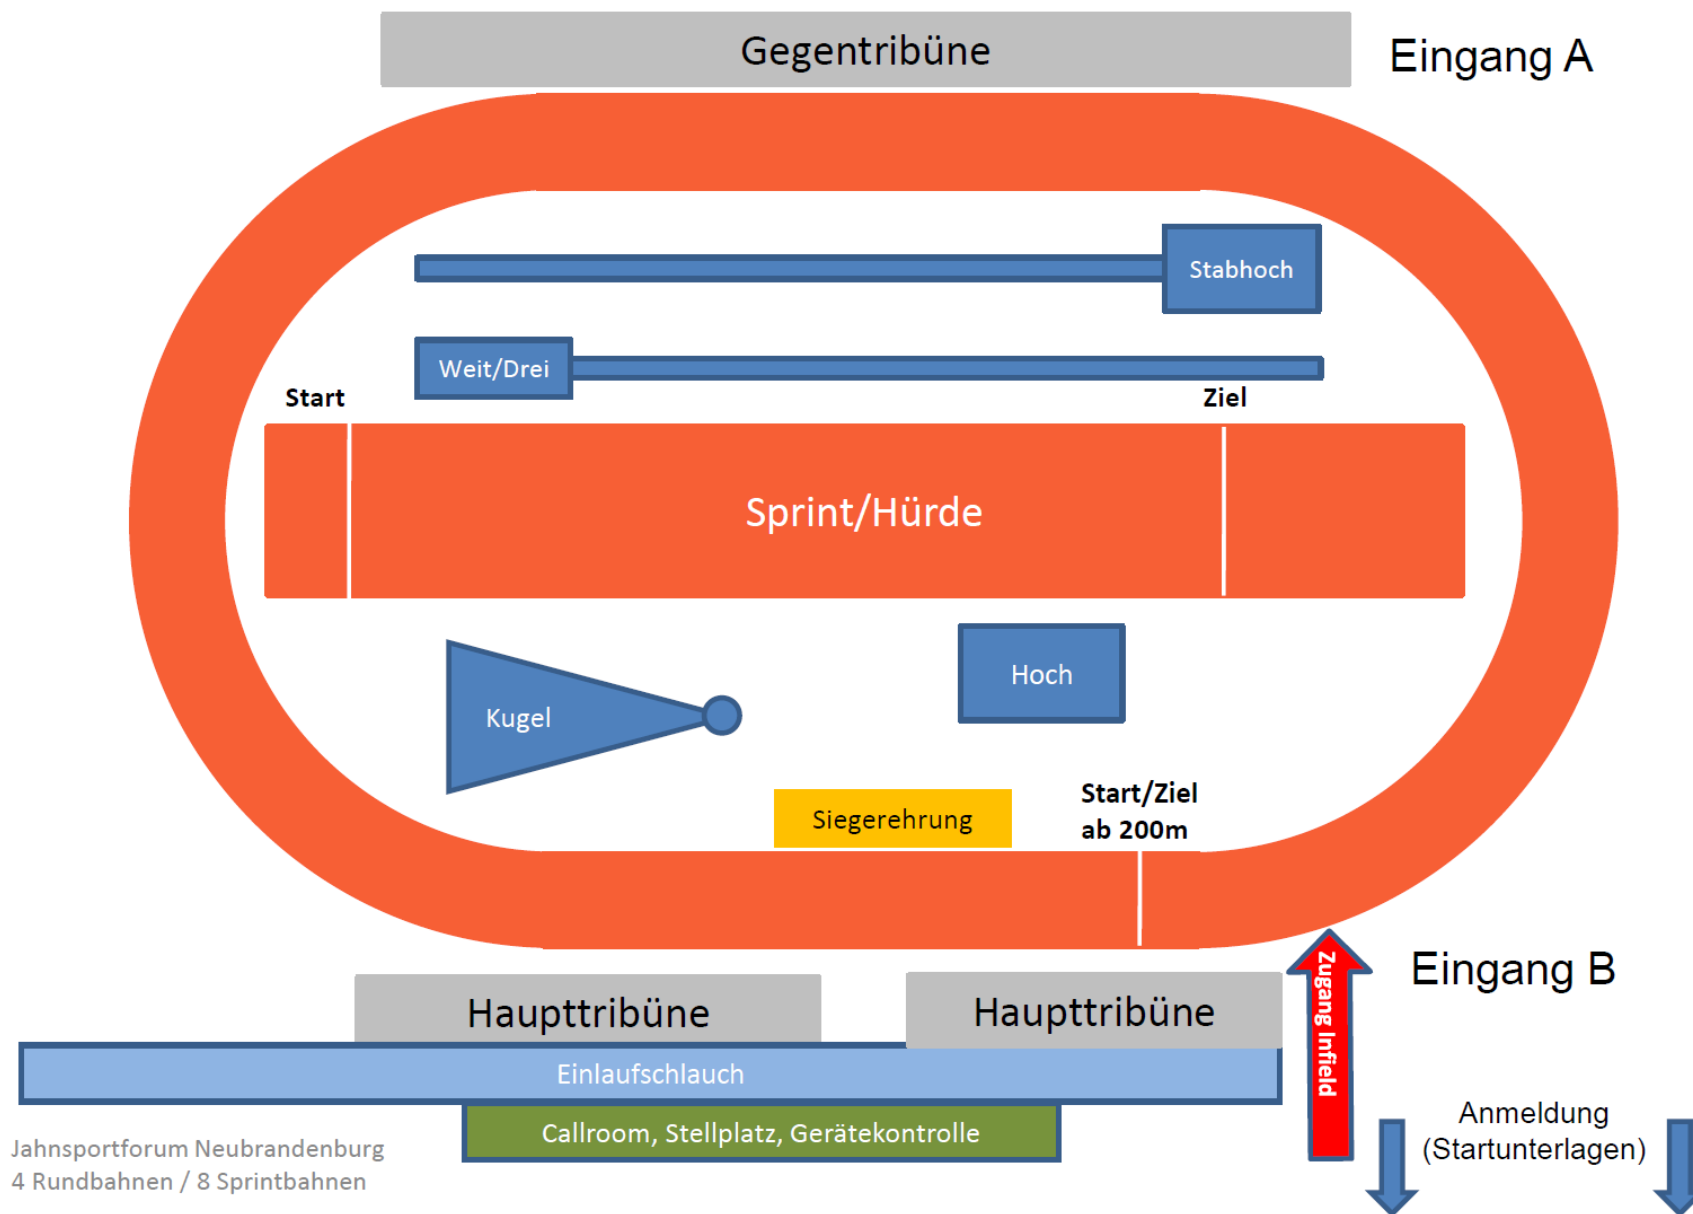 Gegentribüne
Eingang A
Stabhoch
Weit/Drei
Start
Ziel
Sprint/Hürde
Hoch
Kugel
Start/Ziel
ab 200m
Siegerehrung
Zugang Infield
Eingang B
Haupttribüne
Haupttribüne
Einlaufschlauch
Callroom, Stellplatz, Gerätekontrolle
Anmeldung
(Startunterlagen)
Jahnsportforum Neubrandenburg
4 Rundbahnen / 8 Sprintbahnen